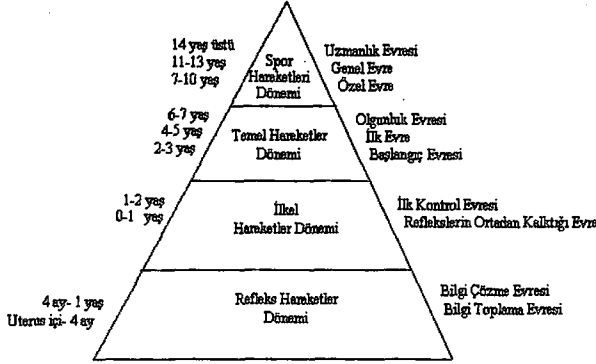 14 yaş üstü
11-13 yaş
7-10 yaş
Spor
Hareketleri
Dönemi
Uzmanlık Evresi
Genel Evre
Özel Evre
6-7 yaş
4-5 yaş
2-3 yaş
Temel Hareketler
Dönemi
Olgunluk Evresi
İlk Evre
Başlangıç Evresi
1-2 yaş
0-1 yaş
İlkel
Hareketler Dönemi
İlk Kontrol Evresi
Reflekslerin Ortadan Kalktığı Evre
4 ay- 1 yaş
Uterus içi- 4 ay
Refleks Hareketler
Dönemi
Bilgi Çözme Evresi
Bilgi Toplama Evresi